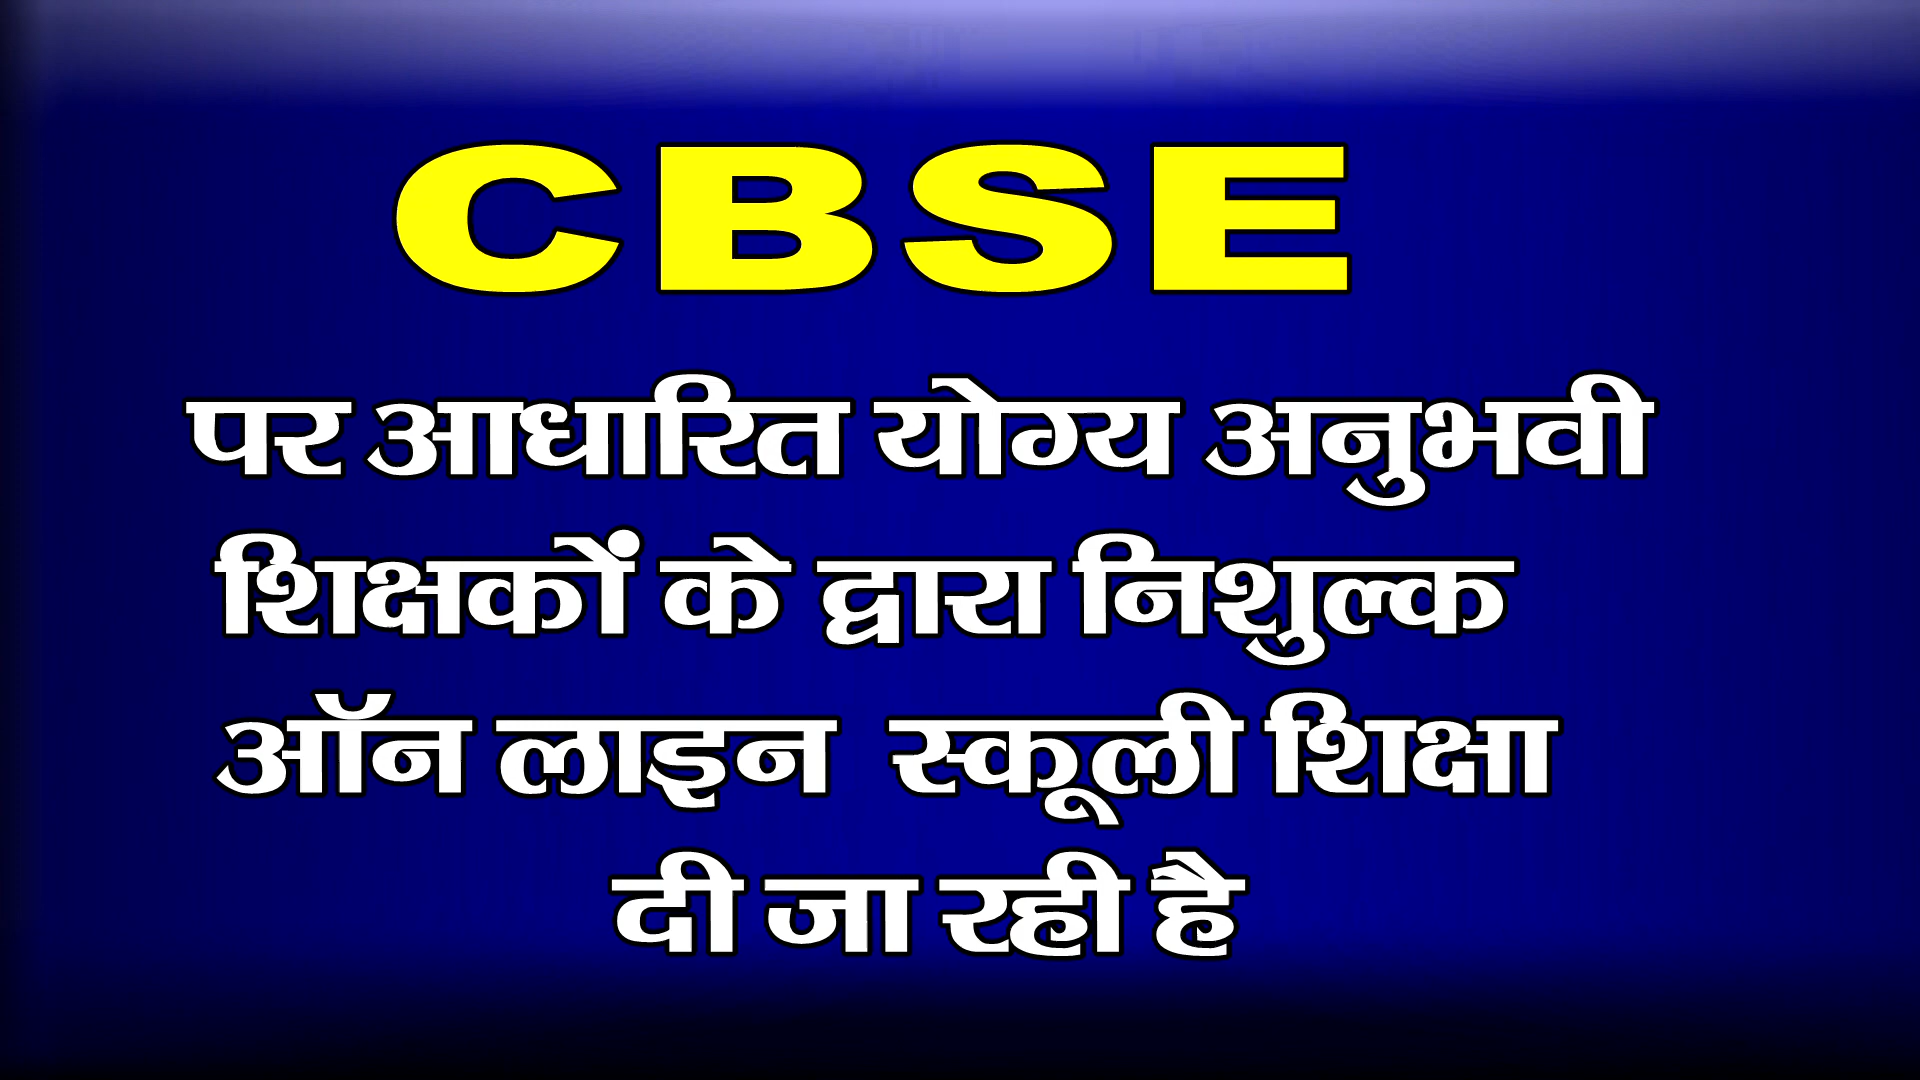 CBSE
पर आधारित योग्य अनुभवी
शिक्षकों के द्वारा निशुल्क
ऑन लाइन स्कूली शिक्षा
दी जा रही है